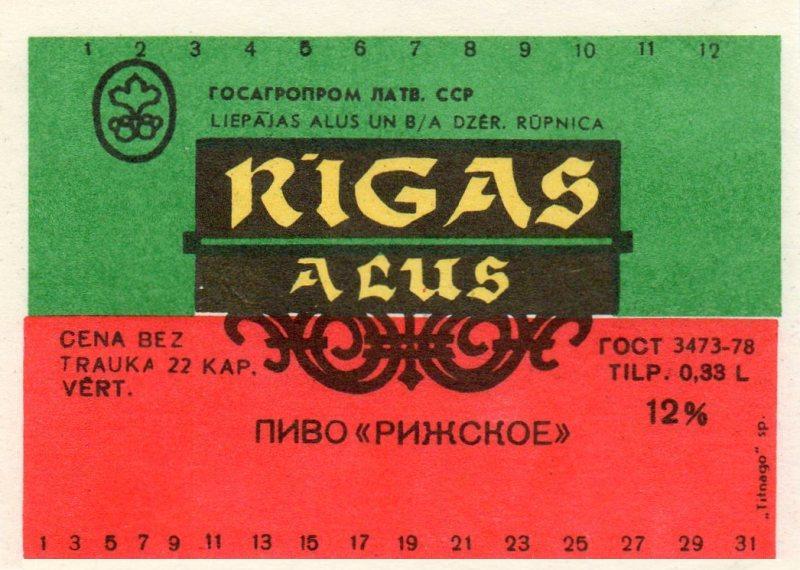 1 2 3 4 5 6 7 8 9 10 11 12
ГОСАГРОПРОМ ЛАТВ. ССР
LIEPĀJAS ALUS UN B/A DZĒR. RŪPNICA
RĪGAS
ALUS
CENA BEZ
TRAUKA 22 KAP.
VĒRT.
ГОСТ 3473-78
TILP. 0,33 L
12%
ПИВО «РИЖСКОЕ»
„Titnago" sp.
1 3 5 7 9 11 13 15 17 19 21 23 25 27 29 31